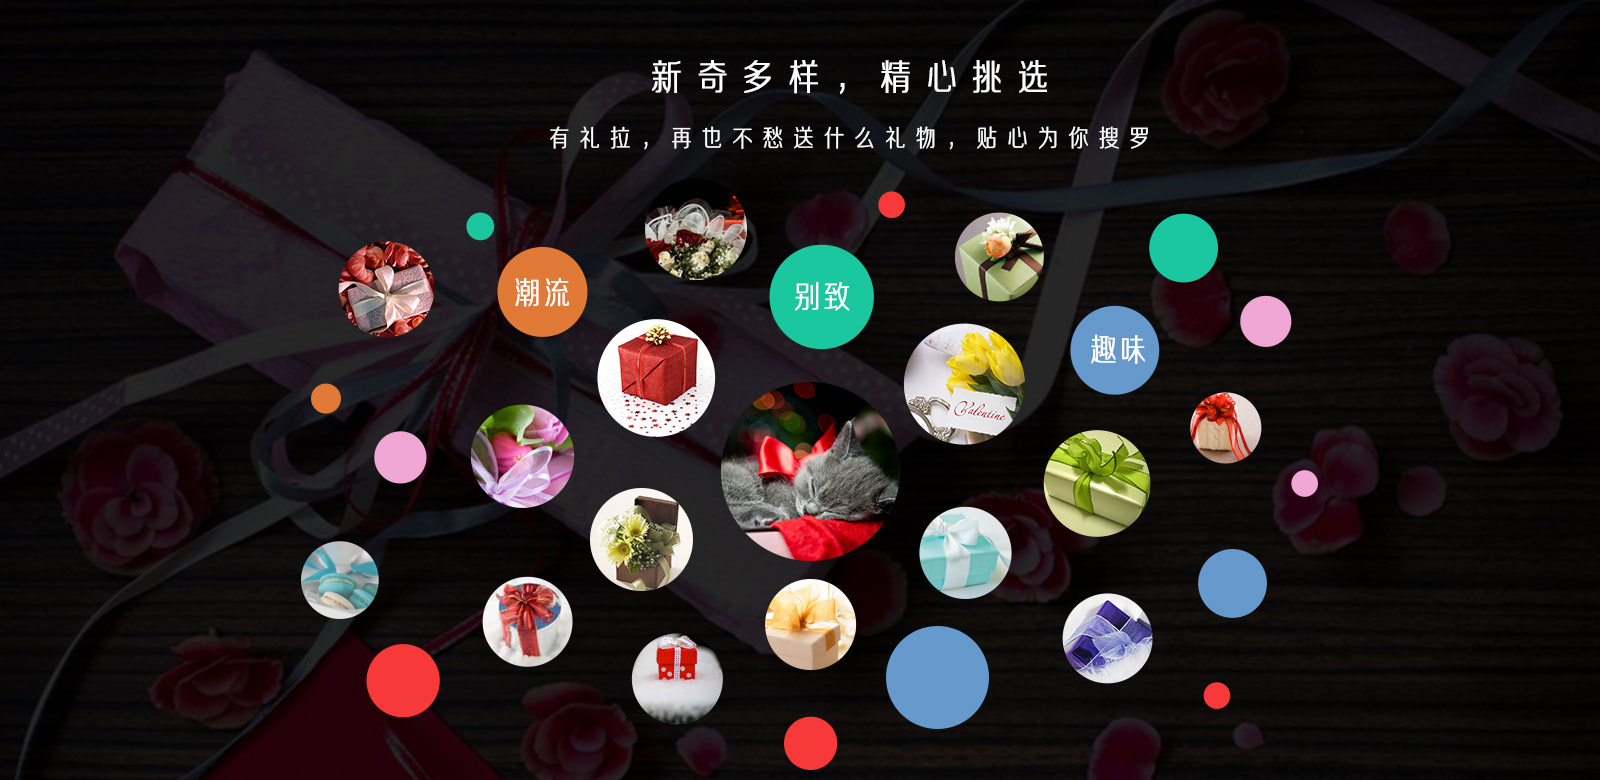 新奇多样，精心挑选
有礼拉，再也不愁送什么礼物，贴心为你搜罗
潮流
别致
趣味
Valentine